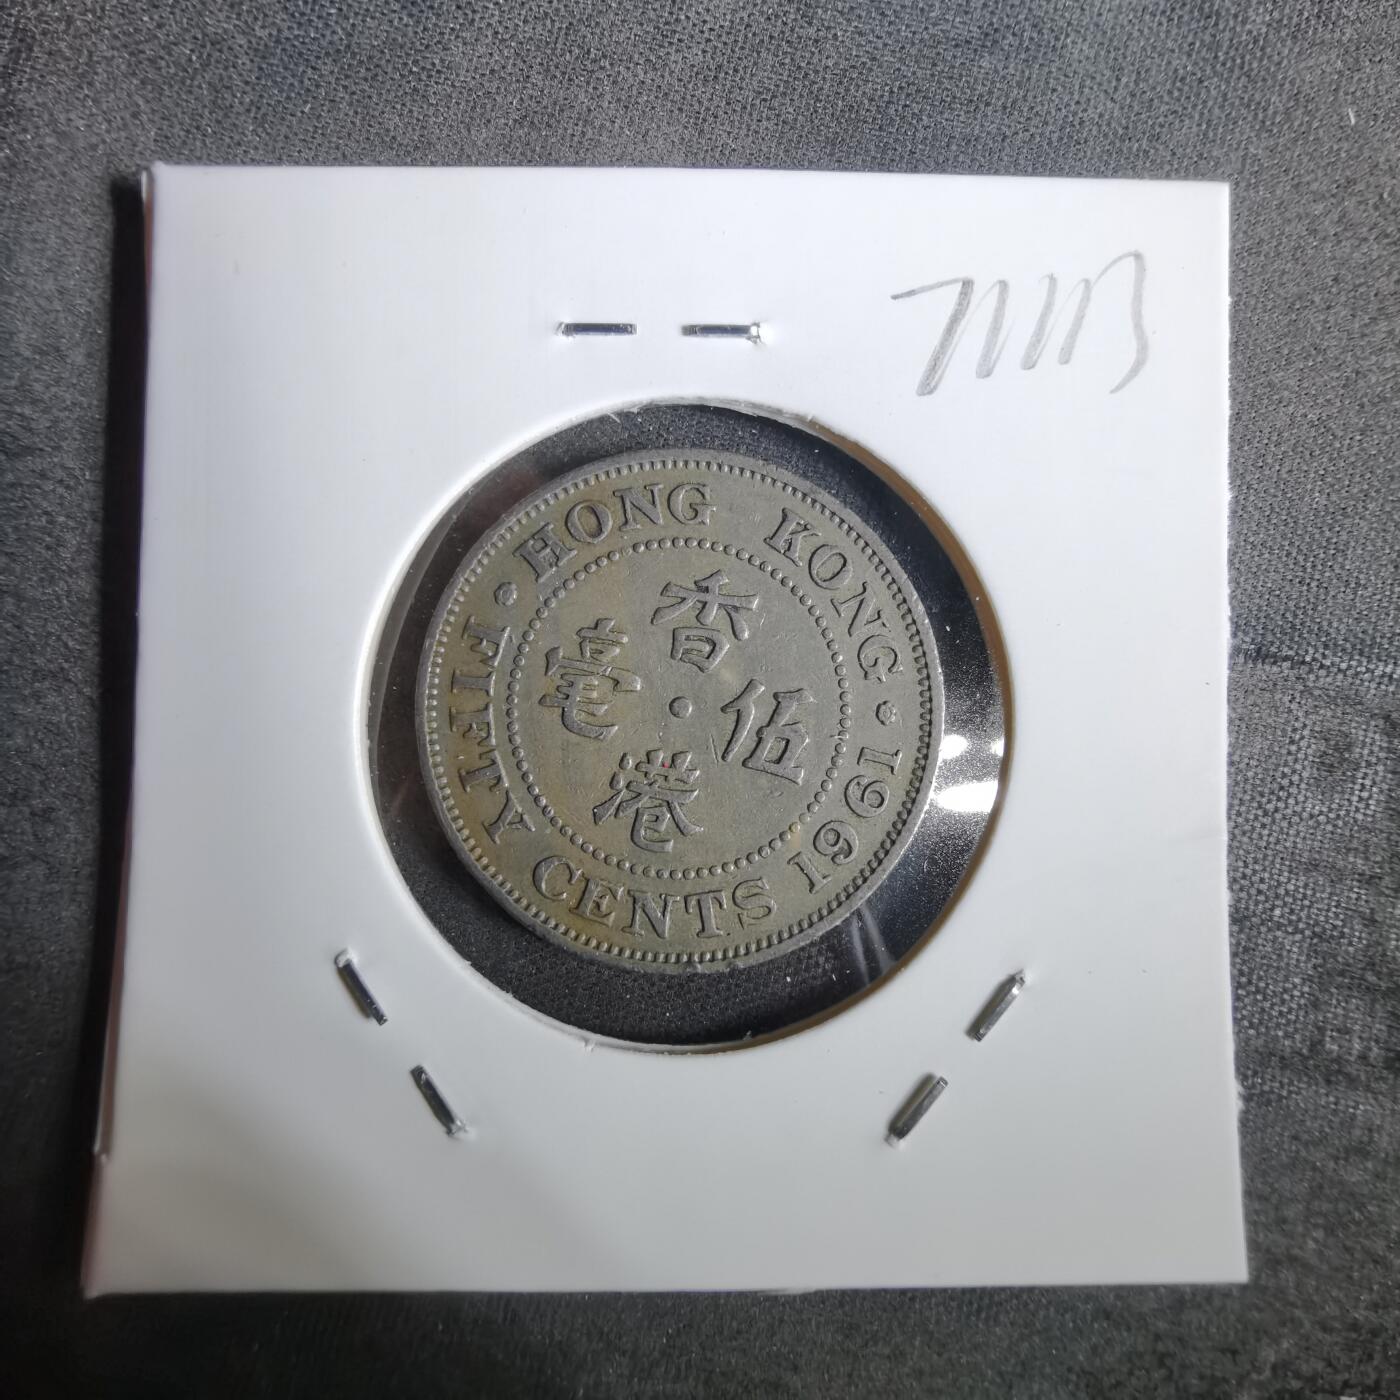 HONG KONG
1961
FIFTY CENTS
香港
伍毫